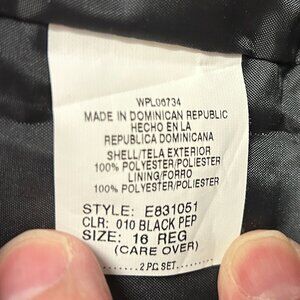 WPL06734
MADE IN DOMINICAN REPUBLIC
HECHO EN LA
REPUBLICA DOMINICANA
SHELL/TELA EXTERIOR
100% POLYESTER/POLIESTER
LINING/FORRO
100% POLYESTER/POLIESTER
STYLE: E831051
CLR: 010 BLACK PEP
SIZE: 16 REG
(CARE OVER)
2 PC SET